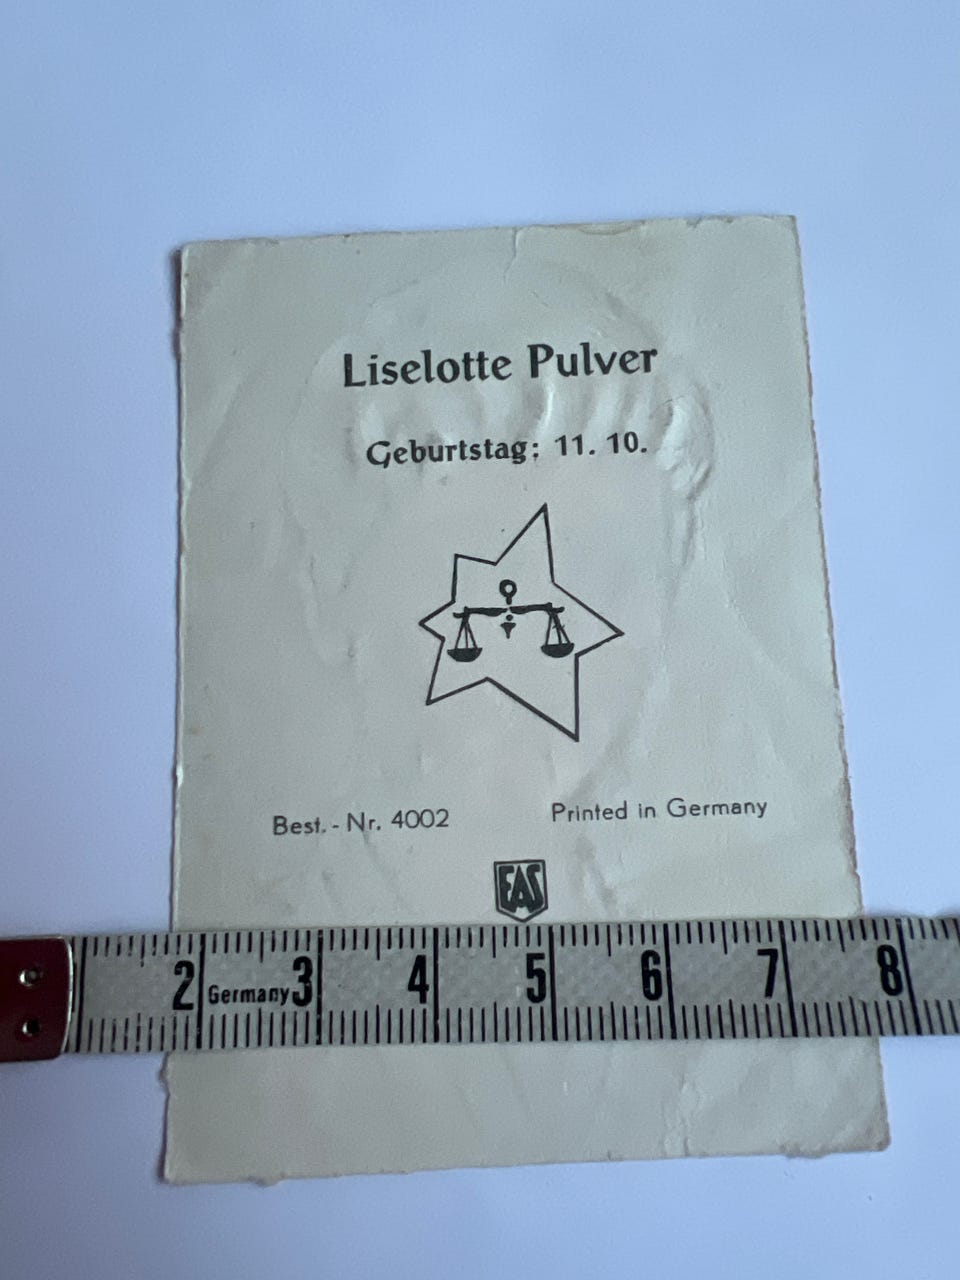 Liselotte Pulver
Geburtstag: 11. 10.
Best. - Nr. 4002
Printed in Germany
EAS
2 Germany 3 4 5 6 7 8